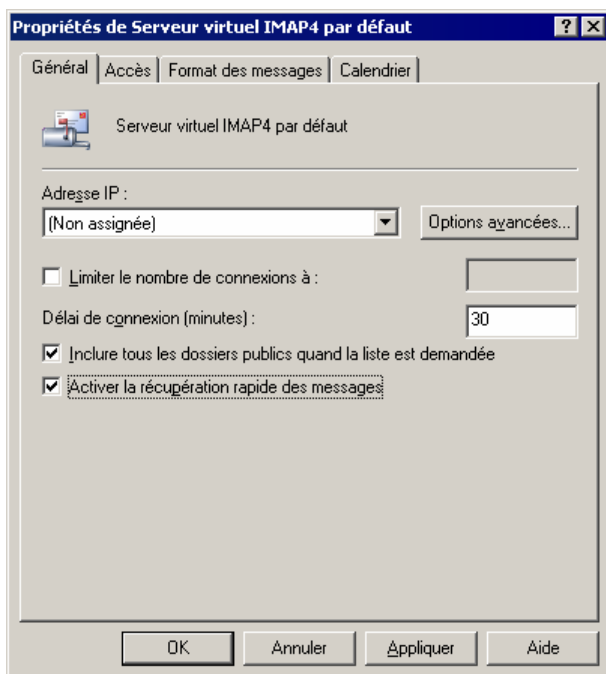 Propriétés de Serveur virtuel IMAP4 par défaut
Général Accès Format des messages Calendrier
Serveur virtuel IMAP4 par défaut
Adresse IP :
(Non assignée) Options avancées...
Limiter le nombre de connexions à :
Délai de connexion (minutes) : 30
Inclure tous les dossiers publics quand la liste est demandée
Activer la récupération rapide des messages
OK Annuler Appliquer Aide